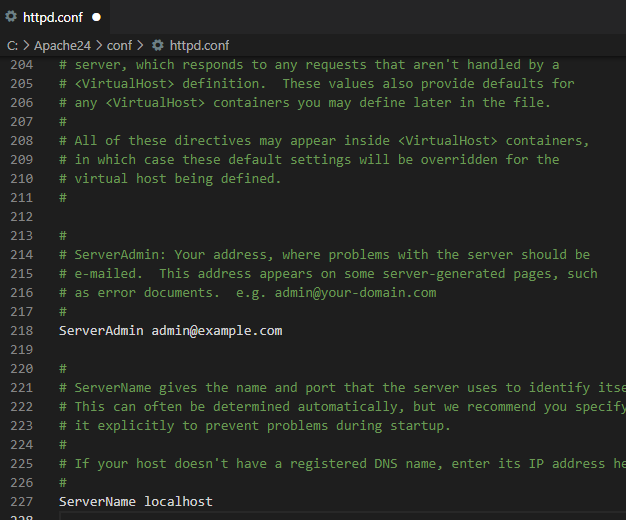 httpd.conf
C: > Apache24 > conf > httpd.conf
204 # server, which responds to any requests that aren't handled by a
205 # <VirtualHost> definition.  These values also provide defaults for
206 # any <VirtualHost> containers you may define later in the file.
207 #
208 # All of these directives may appear inside <VirtualHost> containers,
209 # in which case these default settings will be overridden for the
210 # virtual host being defined.
211 #
212
213 #
214 # ServerAdmin: Your address, where problems with the server should be
215 # e-mailed.  This address appears on some server-generated pages, such
216 # as error documents.  e.g. admin@your-domain.com
217 #
218 ServerAdmin admin@example.com
219
220 #
221 # ServerName gives the name and port that the server uses to identify itse
222 # This can often be determined automatically, but we recommend you specify
223 # it explicitly to prevent problems during startup.
224 #
225 # If your host doesn't have a registered DNS name, enter its IP address he
226 #
227 ServerName localhost
228